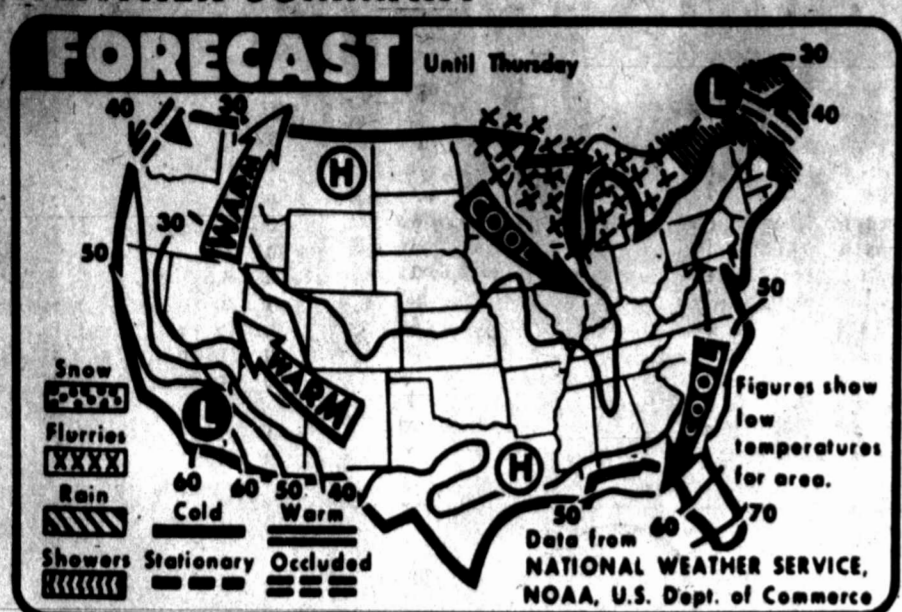 FORECAST Until Thursday
30
40
30
L
40
H
WARM
COOL
30
50
50
WARM
COOL
Snow
Flurries
Rain
Showers
L
H
Figures show
low
temperatures
for area.
60
60
50
40
50
60
70
Cold
Warm
Stationary
Occluded
Data from
NATIONAL WEATHER SERVICE,
NOAA, U.S. Dept. of Commerce